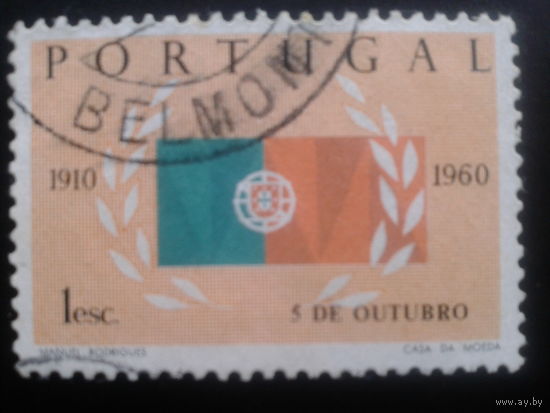 PORTUGAL
BELMONT
1910
1960
1esc.
5 DE OUTUBRO
MANUEL RODRIGUES
CASA DA MOEDA
www.ay.by